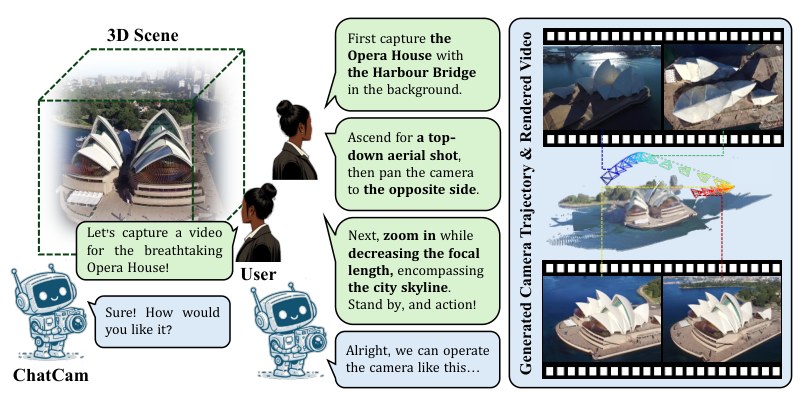 3D Scene
Let's capture a video
for the breathtaking
Opera House!
User
Sure! How would
you like it?
ChatCam
First capture the
Opera House with
the Harbour Bridge
in the background.
Ascend for a top-
down aerial shot,
then pan the camera
to the opposite side.
Next, zoom in while
decreasing the focal
length, encompassing
the city skyline.
Stand by, and action!
Alright, we can operate
the camera like this...
Generated Camera Trajectory & Rendered Video